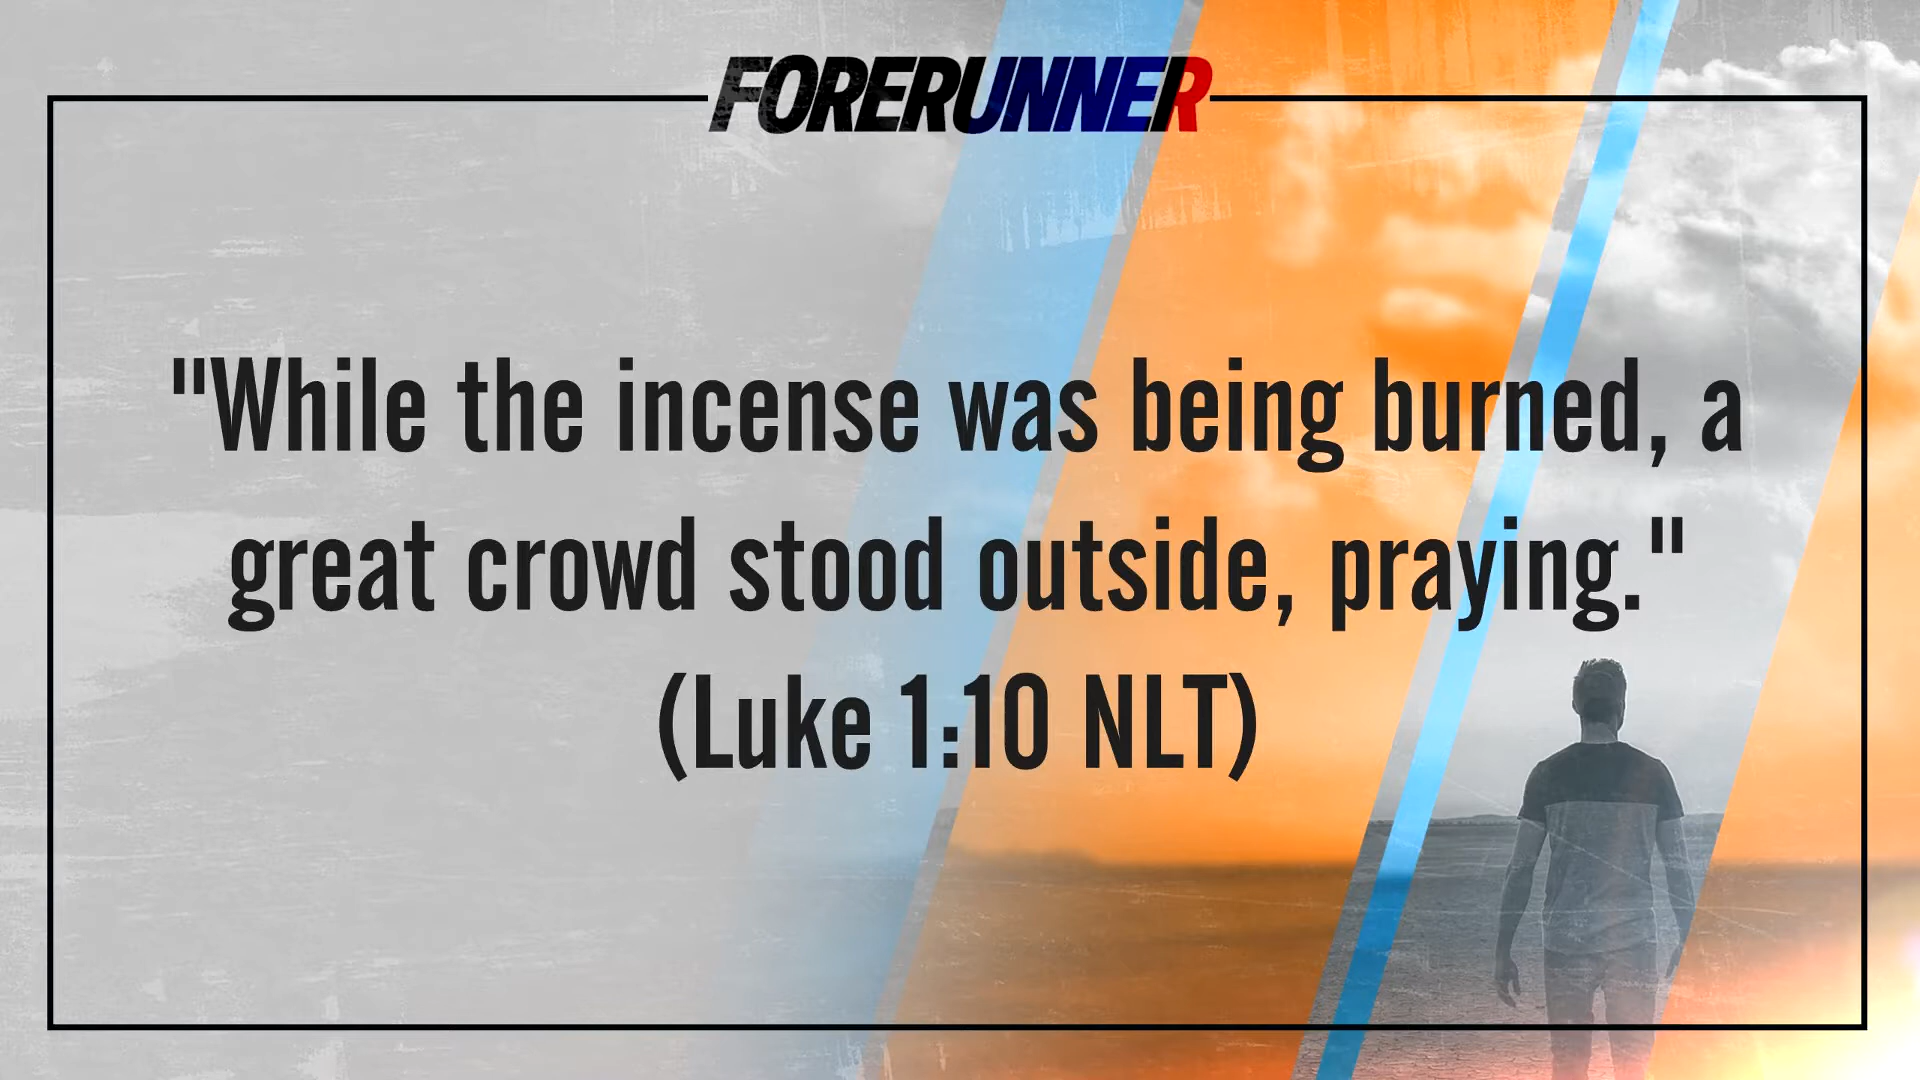 FORERUNNER
"While the incense was being burned, a
great crowd stood outside, praying."
(Luke 1:10 NLT)